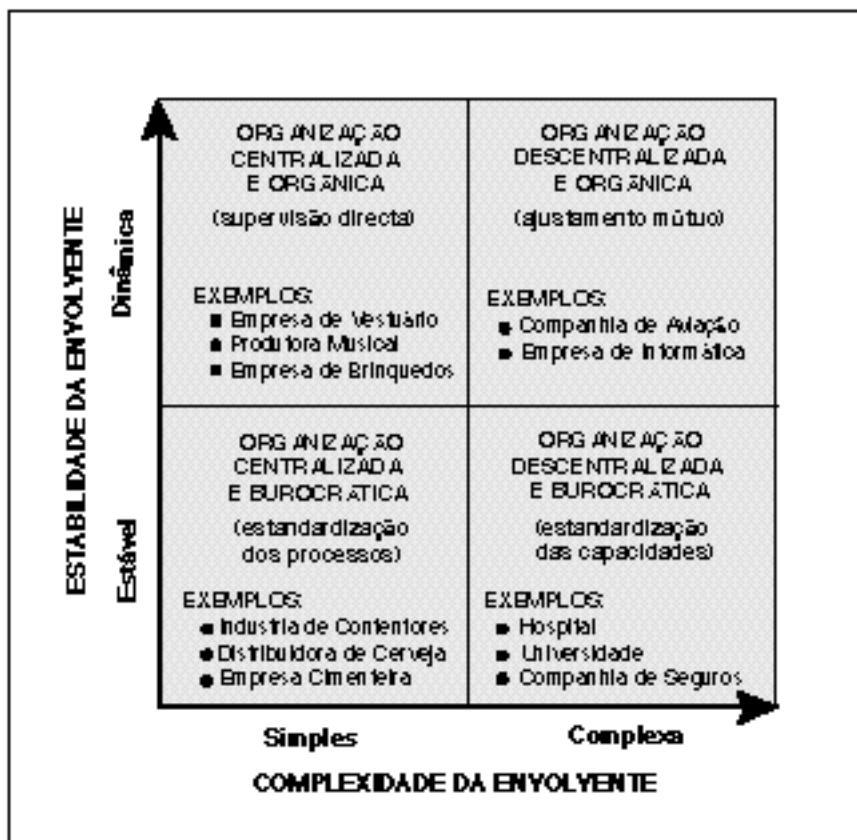 ORGANIZAÇÃO
CENTRALIZADA
E ORGÂNICA
(supervisão directa)
EXEMPLOS:
Empresa de Vestuário
Produtora Musical
Empresa de Brinquedos
ORGANIZAÇÃO
DESCENTRALIZADA
E ORGÂNICA
(ajustamento mútuo)
EXEMPLOS:
Companhia de Aviação
Empresa de Informática
ORGANIZAÇÃO
CENTRALIZADA
E BUROCRÁTICA
(estandardização
dos processos)
EXEMPLOS:
Industria de Contentores
Distribuidora de Cerveja
Empresa Cimenteira
ORGANIZAÇÃO
DESCENTRALIZADA
E BUROCRÁTICA
(estandardização
das capacidades)
EXEMPLOS:
Hospital
Universidade
Companhia de Seguros
ESTABILIDADE DA ENVOLVENTE
Dinâmica
Estável
Simples
Complexa
COMPLEXIDADE DA ENVOLVENTE